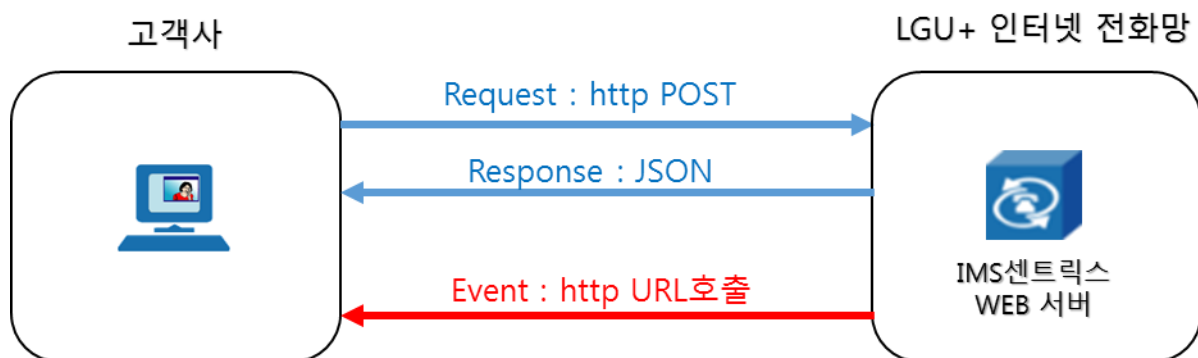 고객사
LGU+ 인터넷 전화망
Request : http POST
Response : JSON
Event : http URL호출
IMS센트릭스
WEB 서버